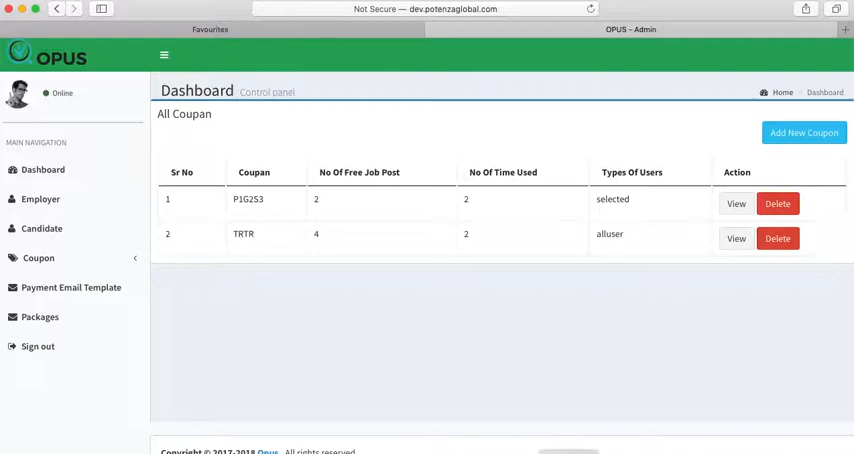 Not Secure — dev.potenzaglobal.com
Favourites
OPUS - Admin
OPUS
Online
MAIN NAVIGATION
Dashboard
Employer
Candidate
Coupon
Payment Email Template
Packages
Sign out
Dashboard Control panel
Home Dashboard
All Coupan
Add New Coupon
Sr No Coupan No Of Free Job Post No Of Time Used Types Of Users Action
1 P1G2S3 2 2 selected View Delete
2 TRTR 4 2 alluser View Delete
Copyright © 2017-2018 Opus. All rights reserved